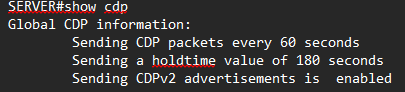 SERVER#show cdp
Global CDP information:
Sending CDP packets every 60 seconds
Sending a holdtime value of 180 seconds
Sending CDPv2 advertisements is  enabled